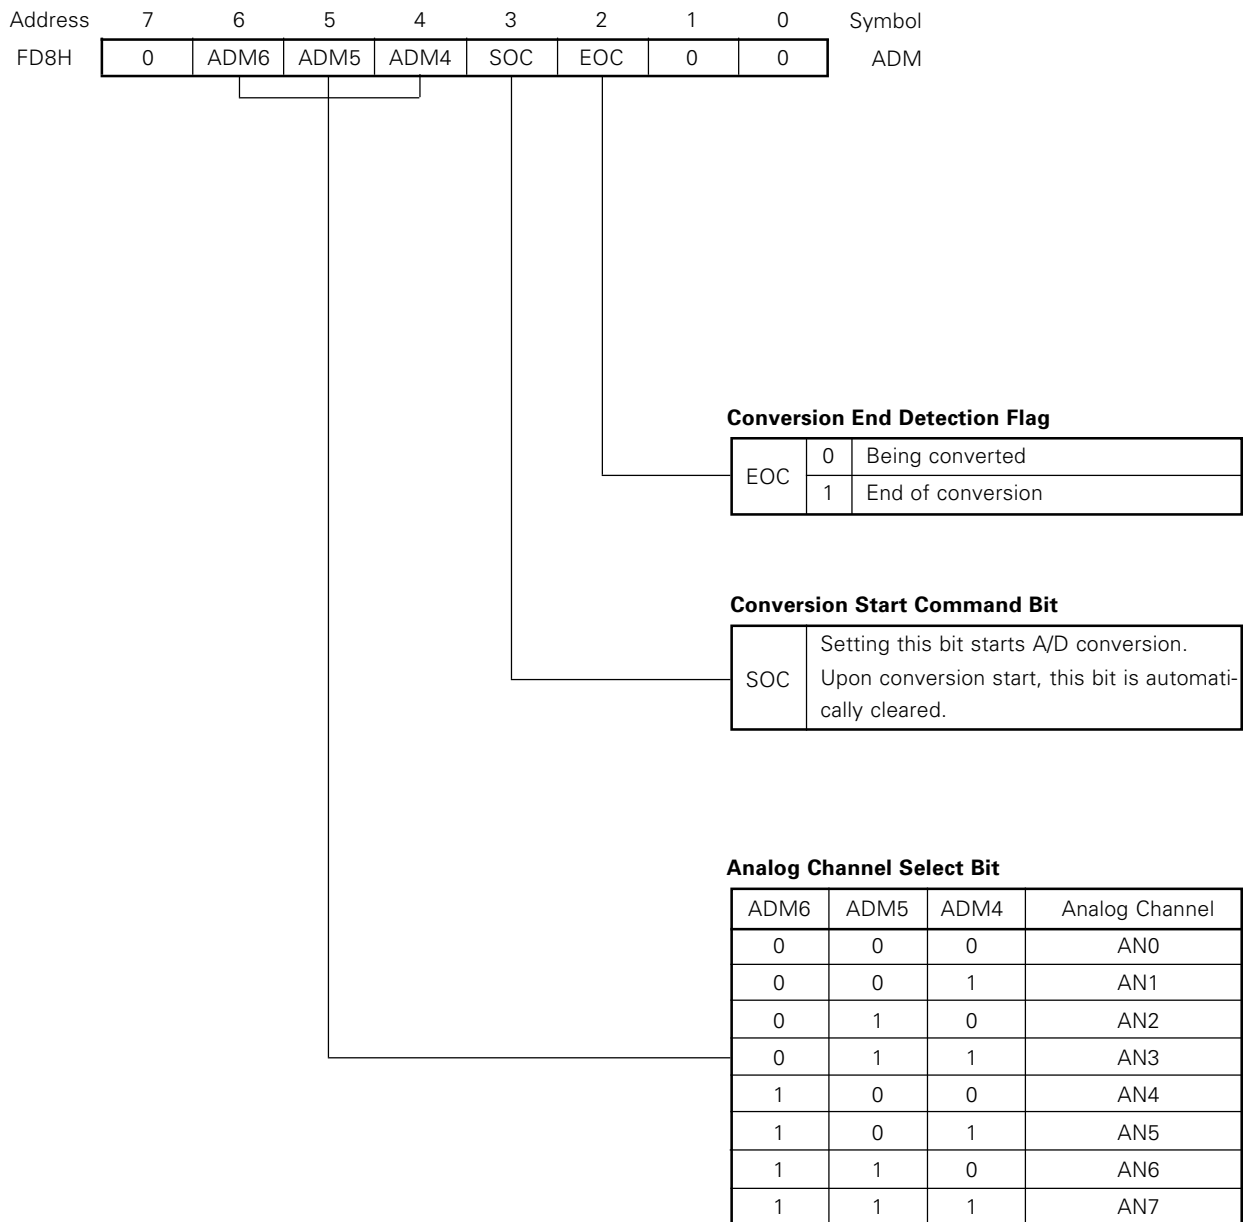 Address 7 6 5 4 3 2 1 0 Symbol
FD8H 0 ADM6 ADM5 ADM4 SOC EOC 0 0 ADM
Conversion End Detection Flag
EOC 0 Being converted
1 End of conversion
Conversion Start Command Bit
SOC Setting this bit starts A/D conversion.
Upon conversion start, this bit is automati-
cally cleared.
Analog Channel Select Bit
ADM6 ADM5 ADM4 Analog Channel
0 0 0 AN0
0 0 1 AN1
0 1 0 AN2
0 1 1 AN3
1 0 0 AN4
1 0 1 AN5
1 1 0 AN6
1 1 1 AN7